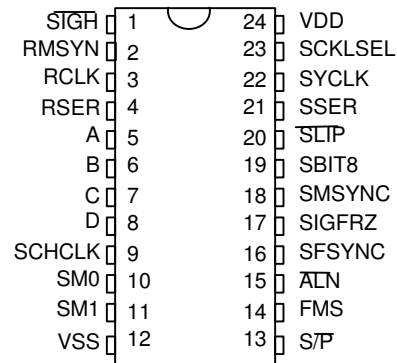 SIGH 1 24 VDD
RMSYN 2 23 SCKLSEL
RCLK 3 22 SYCLK
RSER 4 21 SSER
A 5 20 SLIP
B 6 19 SBIT8
C 7 18 SMSYNC
D 8 17 SIGFRZ
SCHCLK 9 16 SFSYNC
SM0 10 15 ALN
SM1 11 14 FMS
VSS 12 13 S/P